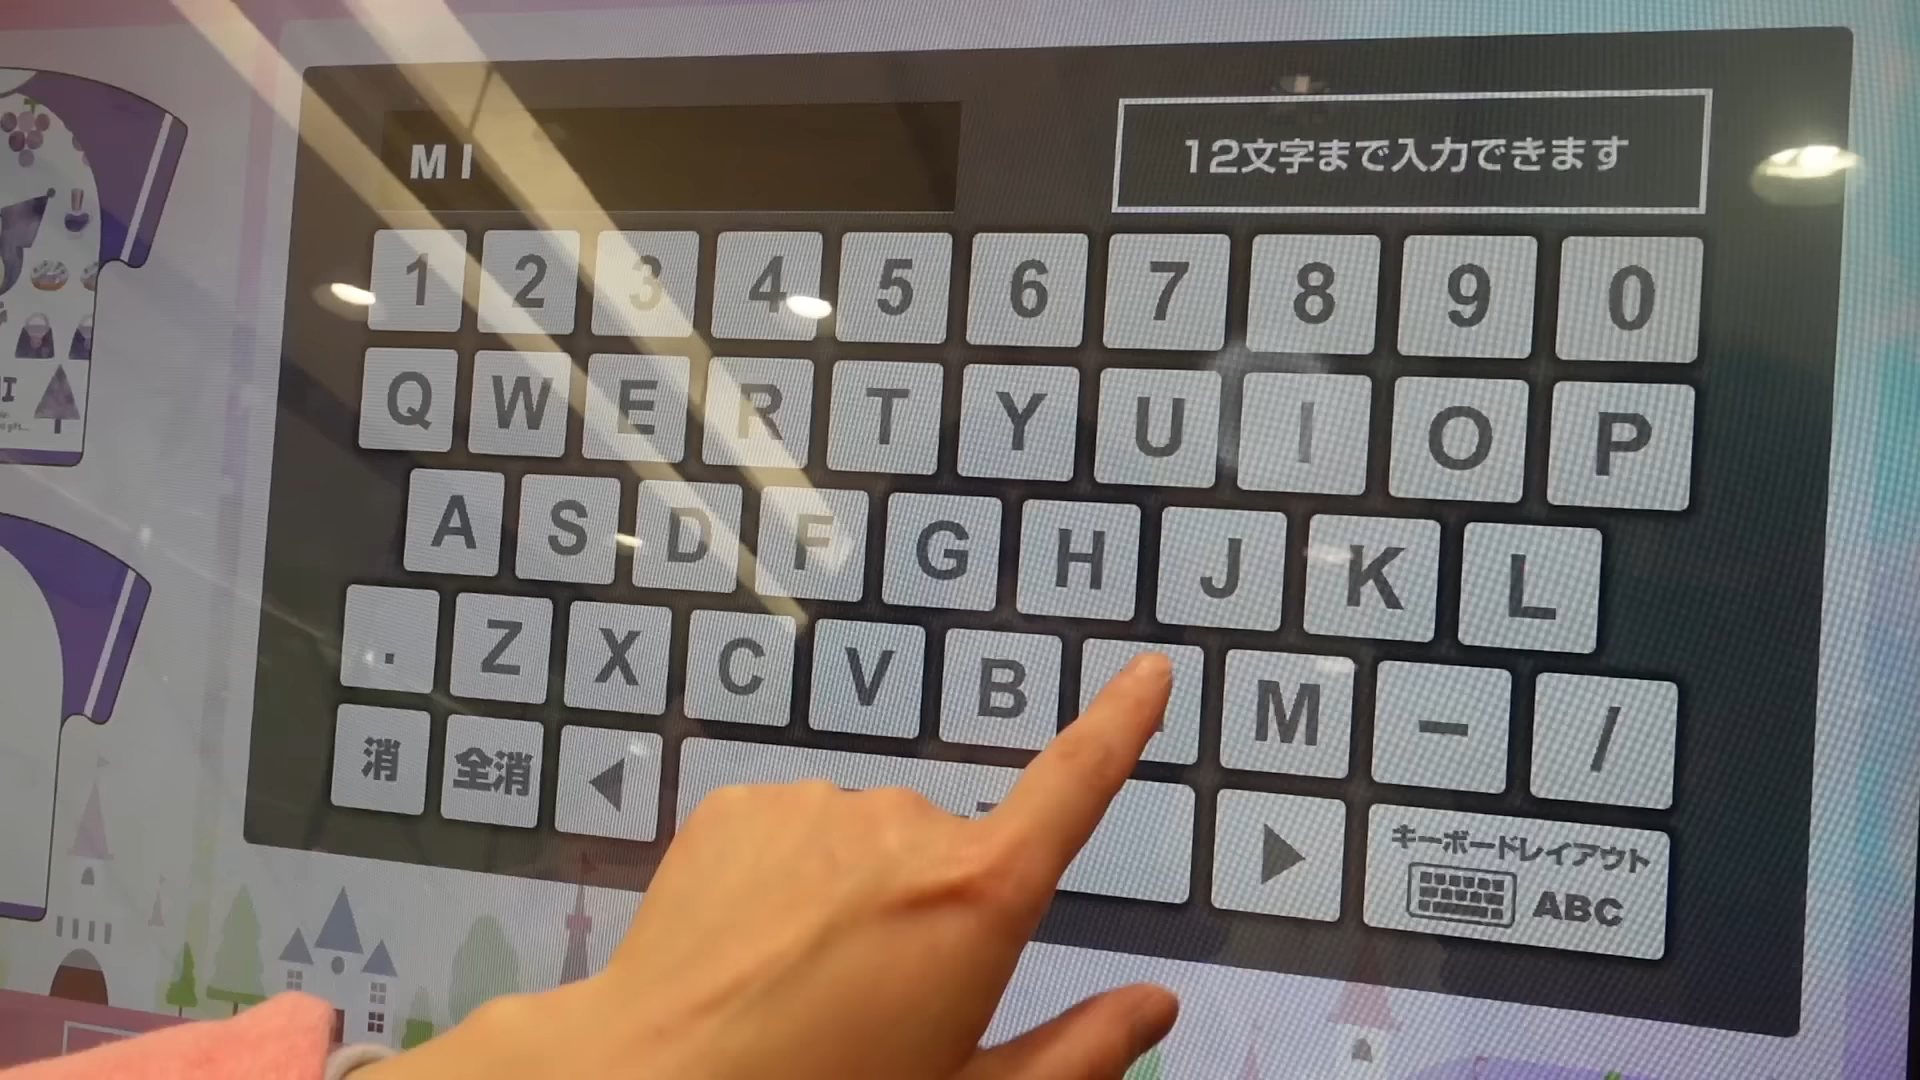 MI
12文字まで入力できます
1 2 3 4 5 6 7 8 9 0
Q W E R T Y U I O P
A S D F G H J K L
. Z X C V B M - /
消 全消 ◀ ▶ キーボードレイアウト
ABC